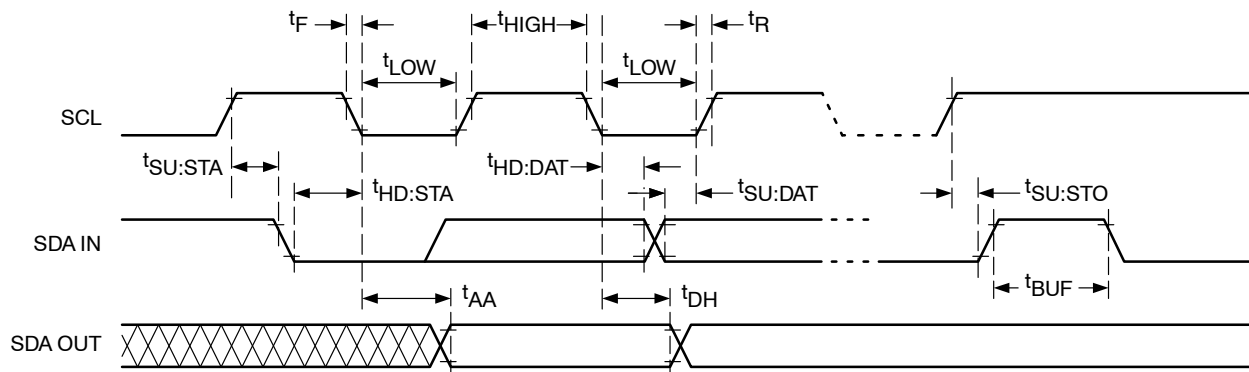 tF
tHIGH
tR
tLOW
tLOW
SCL
tSU:STA
tHD:DAT
tHD:STA
tSU:DAT
tSU:STO
SDA IN
tBUF
tAA
tDH
SDA OUT